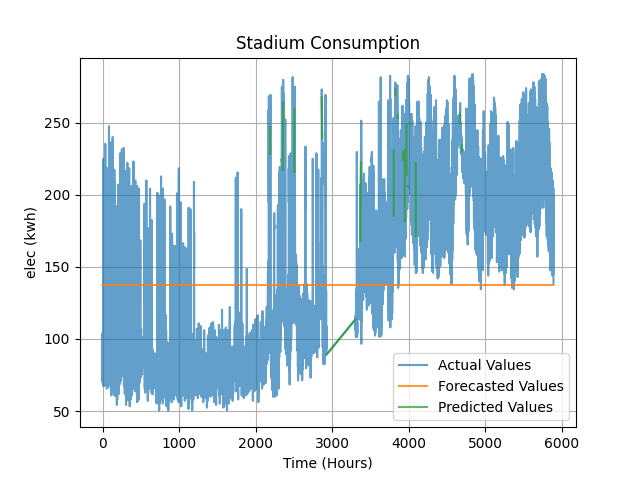 Stadium Consumption
elec (kwh)
250
200
150
100
50
0
1000
2000
3000
4000
5000
6000
Time (Hours)
Actual Values
Forecasted Values
Predicted Values